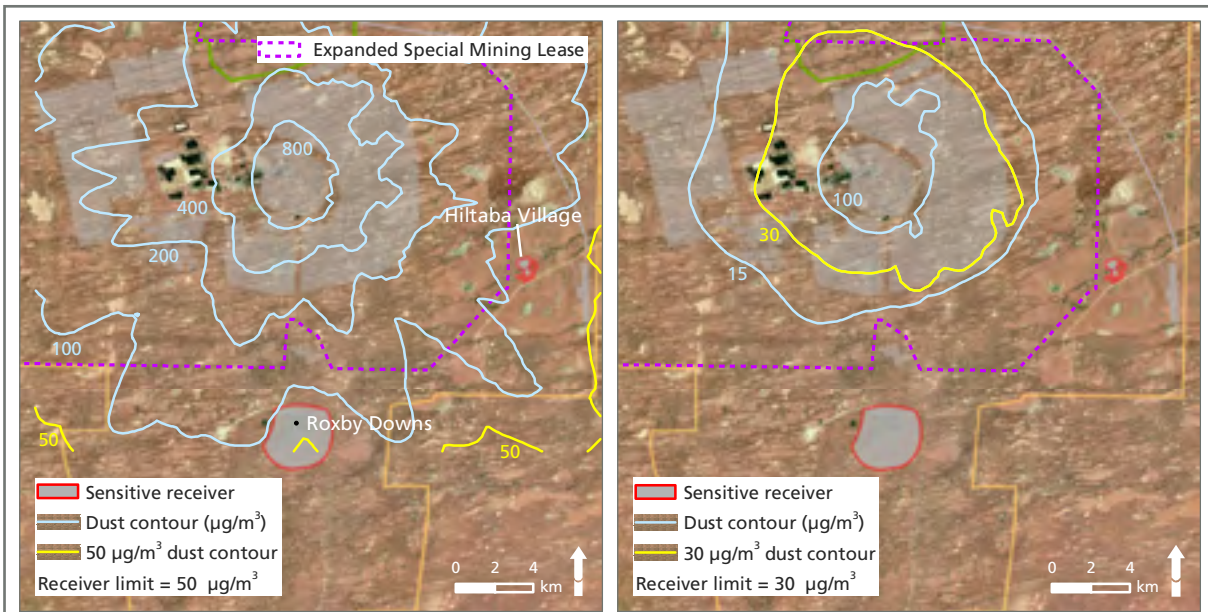 Expanded Special Mining Lease
800
400
200
100
Hiltaba Village
Roxby Downs
50
50
Sensitive receiver
Dust contour (µg/m³)
50 µg/m³ dust contour
Receiver limit = 50 µg/m³
0 2 4
km
100
30
15
Sensitive receiver
Dust contour (µg/m³)
30 µg/m³ dust contour
Receiver limit = 30 µg/m³
0 2 4
km